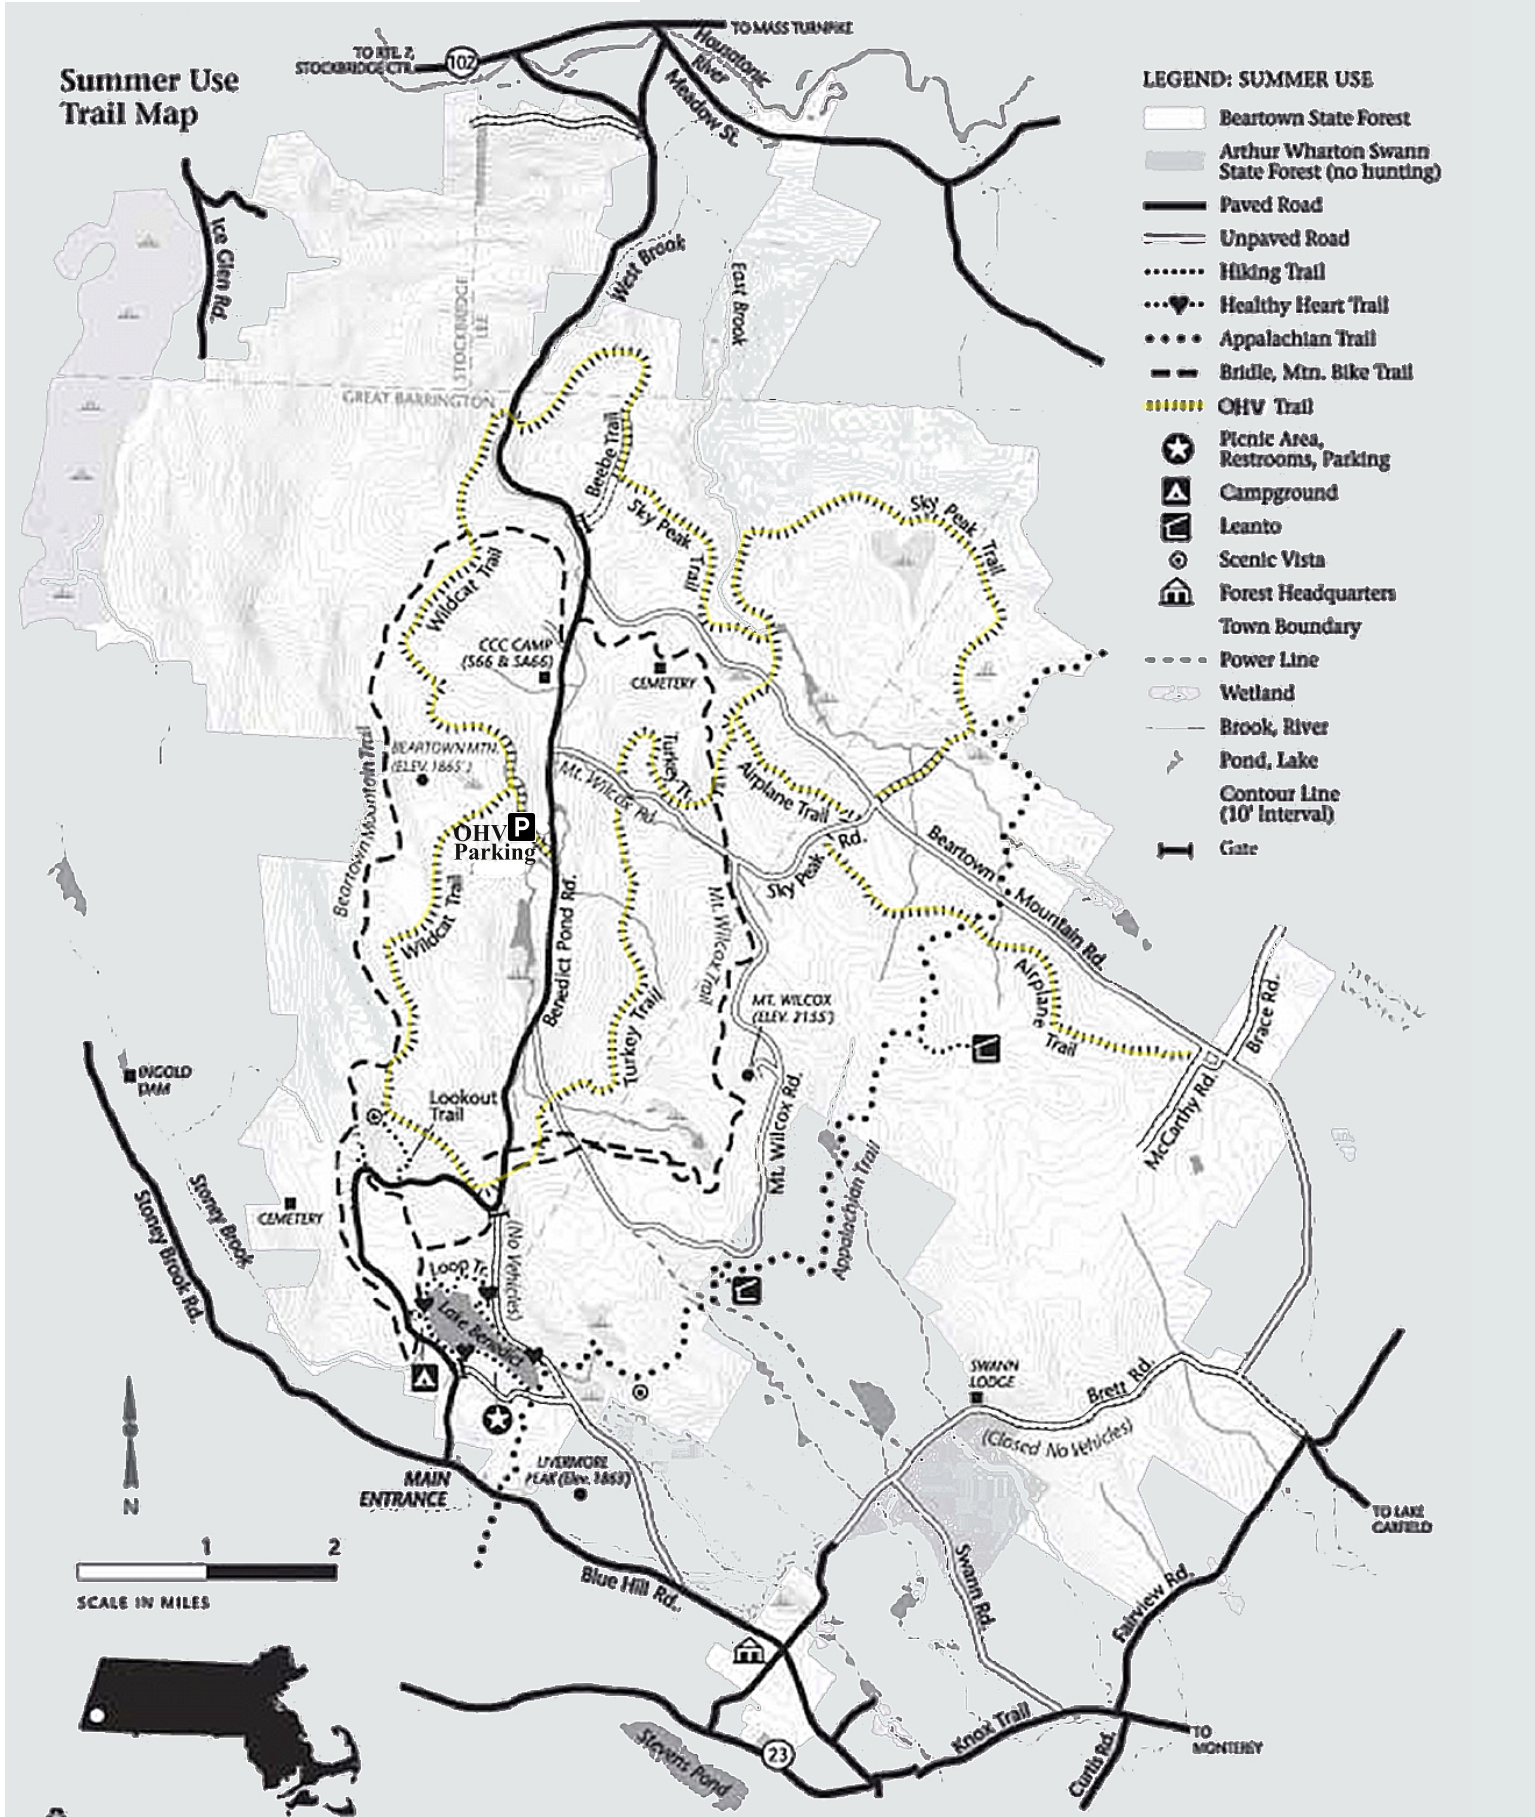 Summer Use
Trail Map
TO RTE. 7,
STOCKBRIDGE CTR.
102
TO MASS TURNPIKE
Housatonic
River
Meadow St.
Ice Glen Rd.
West Brook
East Brook
STOCKBRIDGE
LEE
GREAT BARRINGTON
Beebe Trail
Sky Peak
Trail
Sky Peak Trail
Wildcat Trail
CCC CAMP
(S66 & SA66)
CEMETERY
BEARTOWN MTN.
(ELEV. 1865')
Beartown Mountain Trail
Mt. Wilcox Rd.
Turkey Tr.
Airplane Trail
OHV P
Parking
Sky Peak Rd.
Beartown Mountain Rd.
Wildcat Trail
Benedict Pond Rd.
Mt. Wilcox Trail
Turkey Trail
MT. WILCOX
(ELEV. 2155')
Airplane
Trail
Brace Rd.
McCarthy Rd.
INGOLD
DAM
Lookout
Trail
Mt. Wilcox Rd.
Appalachian Trail
Stoney Brook Rd.
Stoney Brook
CEMETERY
(No Vehicles)
Loop Tr.
Lake Benedict
SWANN
LODGE
Brett Rd.
(Closed No Vehicles)
LIVERMORE
PEAK (Elev. 1863')
MAIN
ENTRANCE
N
1 2
SCALE IN MILES
Blue Hill Rd.
Swann Rd.
Fairview Rd.
TO LAKE
GARFIELD
Knox Trail
TO
MONTEREY
Curtis Rd.
23
Stevens Pond
LEGEND: SUMMER USE
Beartown State Forest
Arthur Wharton Swann
State Forest (no hunting)
Paved Road
Unpaved Road
Hiking Trail
Healthy Heart Trail
Appalachian Trail
Bridle, Mtn. Bike Trail
OHV Trail
Picnic Area,
Restrooms, Parking
Campground
Leanto
Scenic Vista
Forest Headquarters
Town Boundary
Power Line
Wetland
Brook, River
Pond, Lake
Contour Line
(10' Interval)
Gate